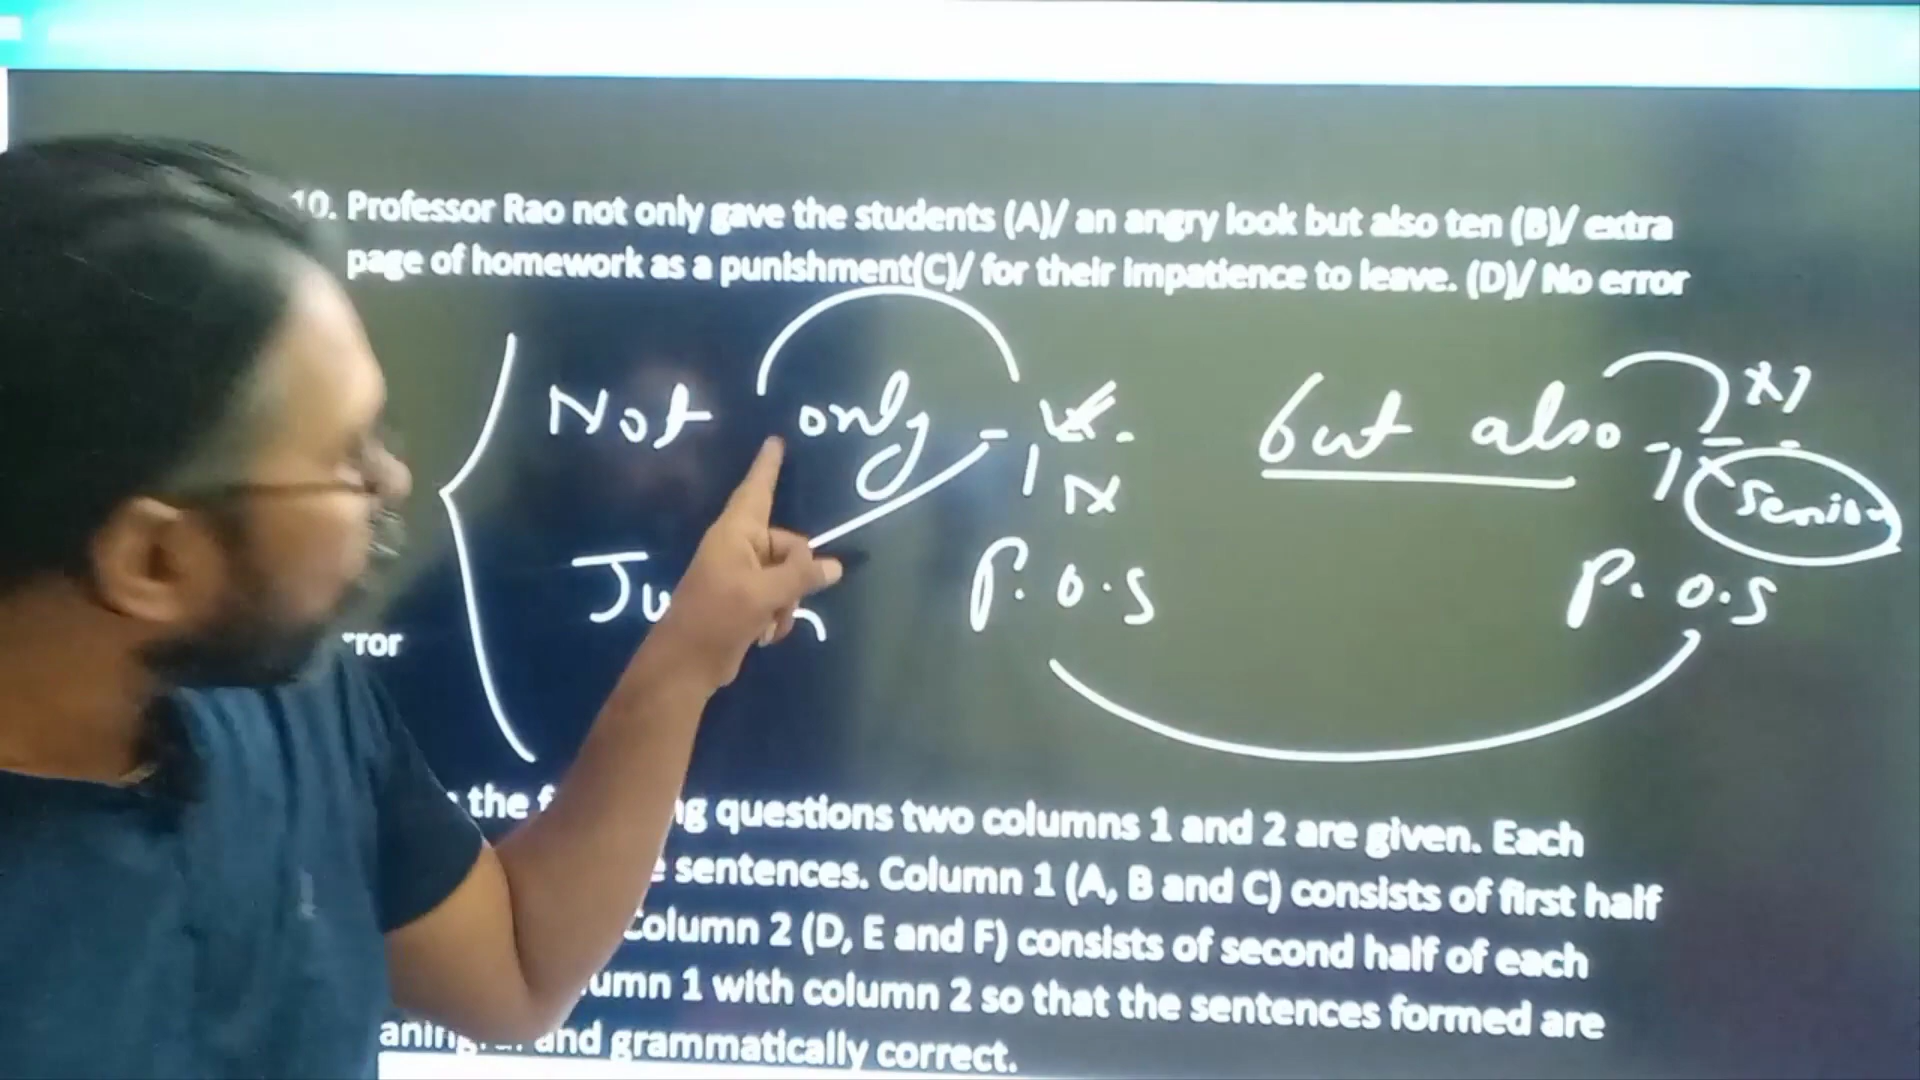 10. Professor Rao not only gave the students (A)/ an angry look but also ten (B)/ extra
page of homework as a punishment(C)/ for their impatience to leave. (D)/ No error
Not only but also
Senior
P.O.S P.O.S
the questions two columns 1 and 2 are given. Each
sentences. Column 1 (A, B and C) consists of first half
Column 2 (D, E and F) consists of second half of each
1 with column 2 so that the sentences formed are
and grammatically correct.